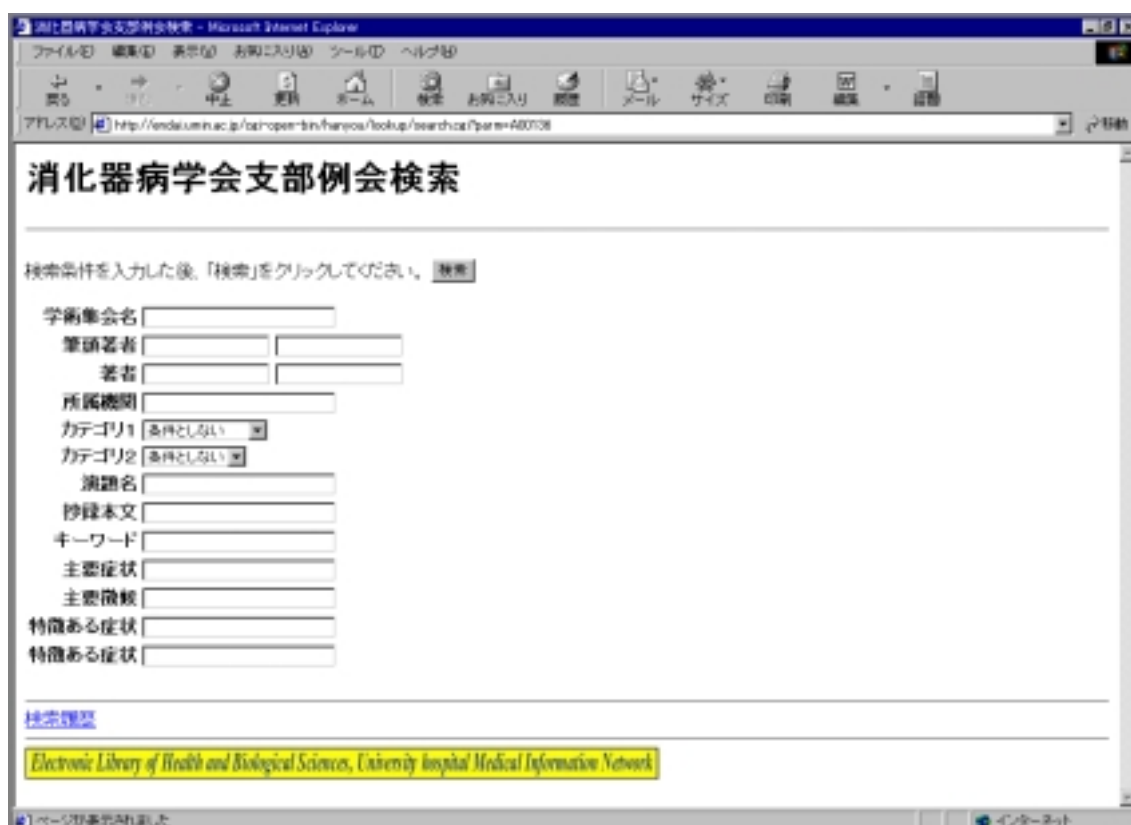 消化器病学会支部例会検索 - Microsoft Internet Explorer
ファイル(F) 編集(E) 表示(V) お気に入り(A) ツール(T) ヘルプ(H)
戻る 中止 更新 ホーム 検索 お気に入り 履歴 メール サイズ 印刷 編集
アドレス(D) 移動
消化器病学会支部例会検索
検索条件を入力した後、「検索」をクリックしてください。 検索
学術集会名
筆頭著者
著者
所属機関
カテゴリ1 条件としない
カテゴリ2 条件としない
演題名
抄録本文
キーワード
主要症状
主要徴候
特徴ある症状
特徴ある症状
検索履歴
Electronic Library of Health and Biological Sciences, University hospital Medical Information Network
ページが表示されました インターネット